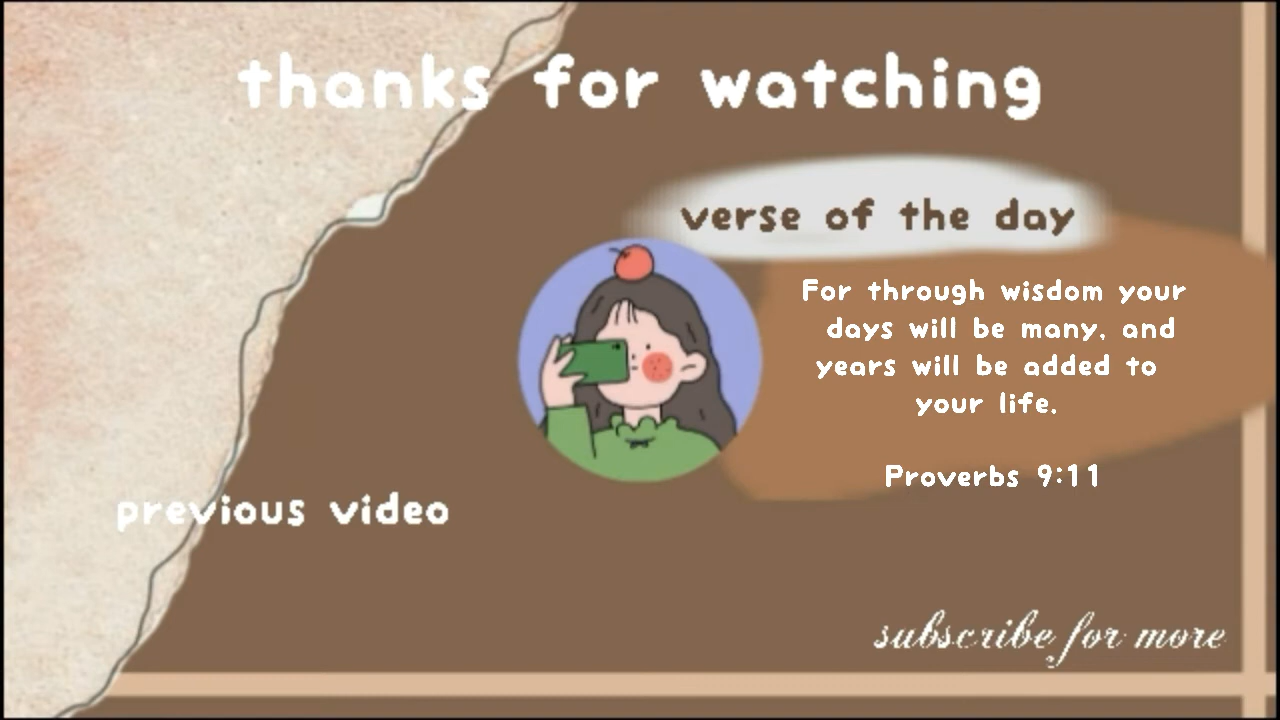 thanks for watching
verse of the day
For through wisdom your
days will be many, and
years will be added to
your life.
Proverbs 9:11
previous video
subscribe for more